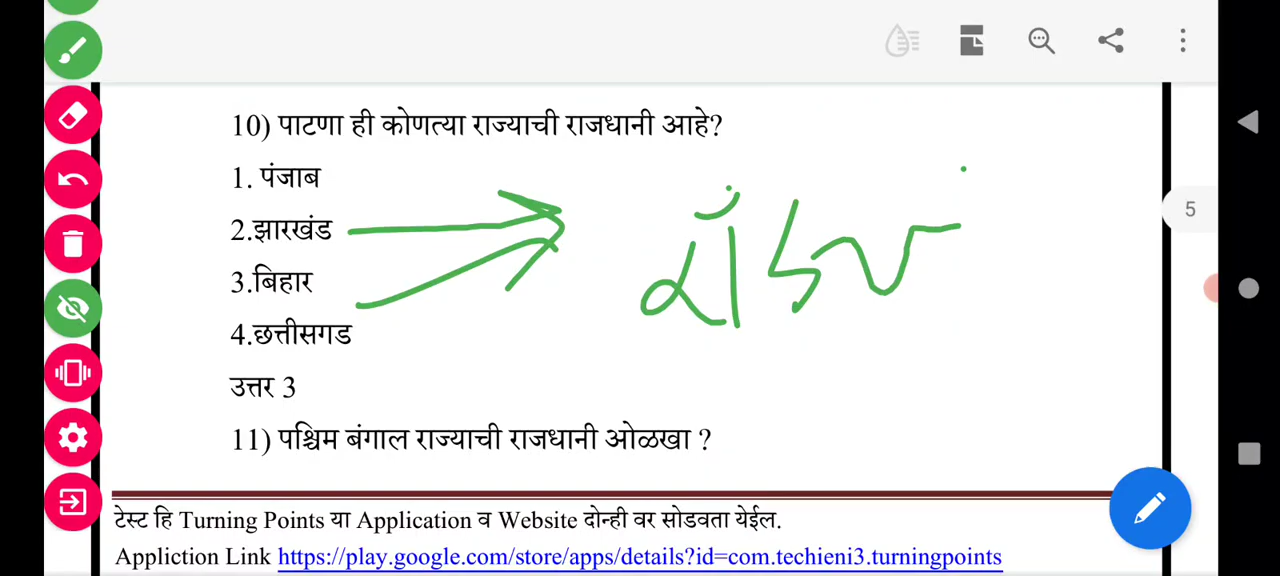 10) पाटणा ही कोणत्या राज्याची राजधानी आहे?
1. पंजाब
2.झारखंड
3.बिहार
4.छत्तीसगड
उत्तर 3
11) पश्चिम बंगाल राज्याची राजधानी ओळखा ?
5
टेस्ट हि Turning Points या Application व Website दोन्ही वर सोडवता येईल.
Appliction Link https://play.google.com/store/apps/details?id=com.techieni3.turningpoints